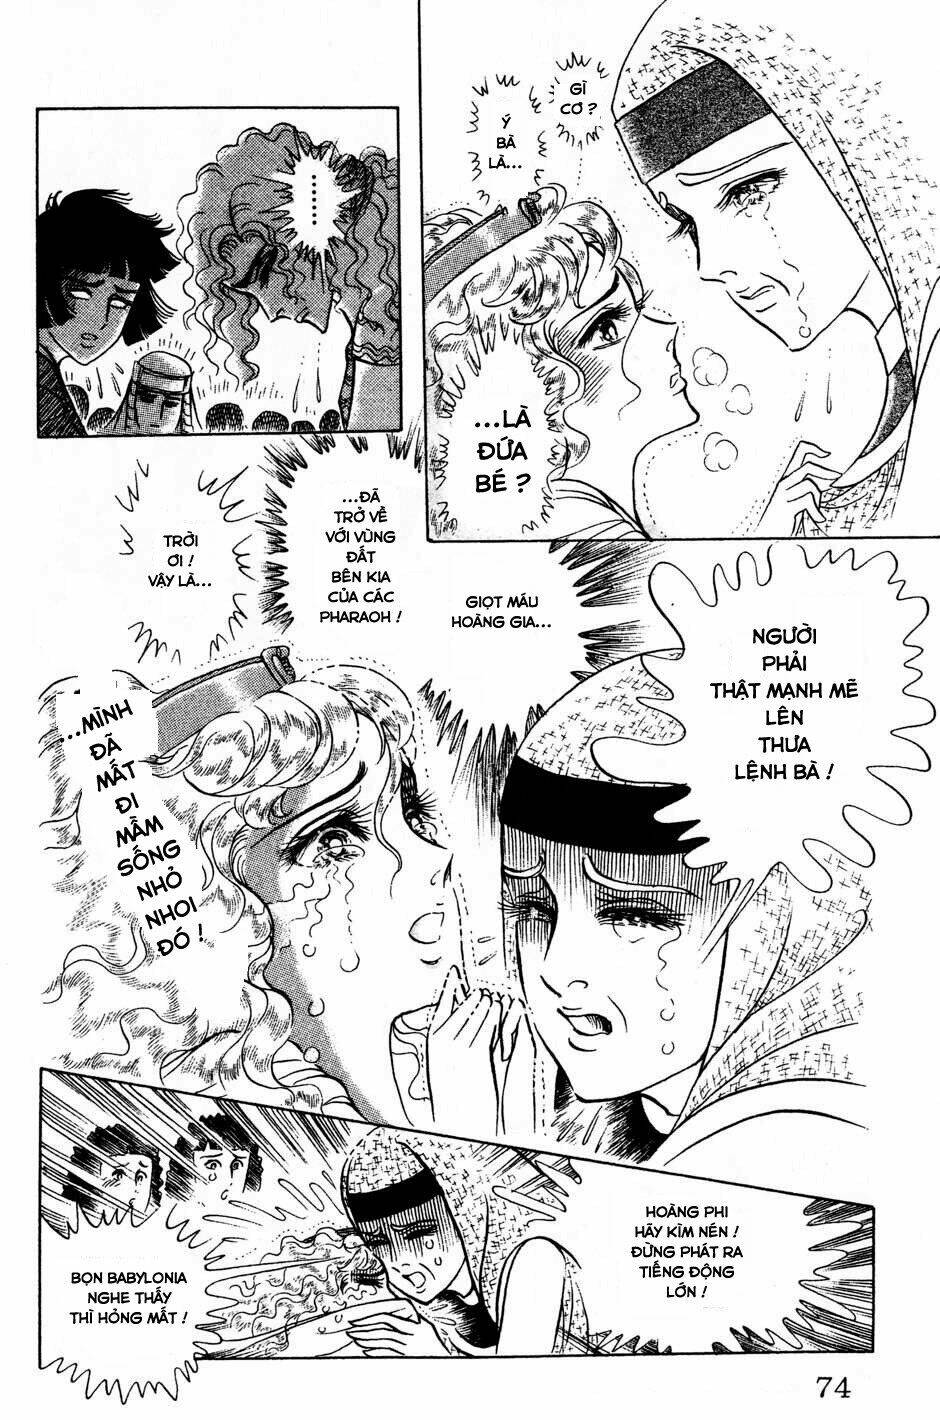 GÌ
CƠ ?
Ý
BÀ
LÀ...
...LÀ
ĐỨA
BÉ ?
........
NGƯỜI
PHẢI
THẬT MẠNH MẼ
LÊN
THƯA
LỆNH BÀ !
GIỌT MÁU
HOÀNG GIA...
...ĐÃ
TRỞ VỀ
VỚI VÙNG
ĐẤT
BÊN KIA
CỦA CÁC
PHARAOH !
TRỜI
ƠI !
VẬY LÀ...
...MÌNH
ĐÃ
MẤT
ĐI
MẦM
SỐNG
NHỎ
NHOI
ĐÓ !
HOÀNG PHI
HÃY KÌM NÉN !
ĐỪNG PHÁT RA
TIẾNG ĐỘNG
LỚN !
BỌN BABYLONIA
NGHE THẤY
THÌ HỎNG MẤT !
74